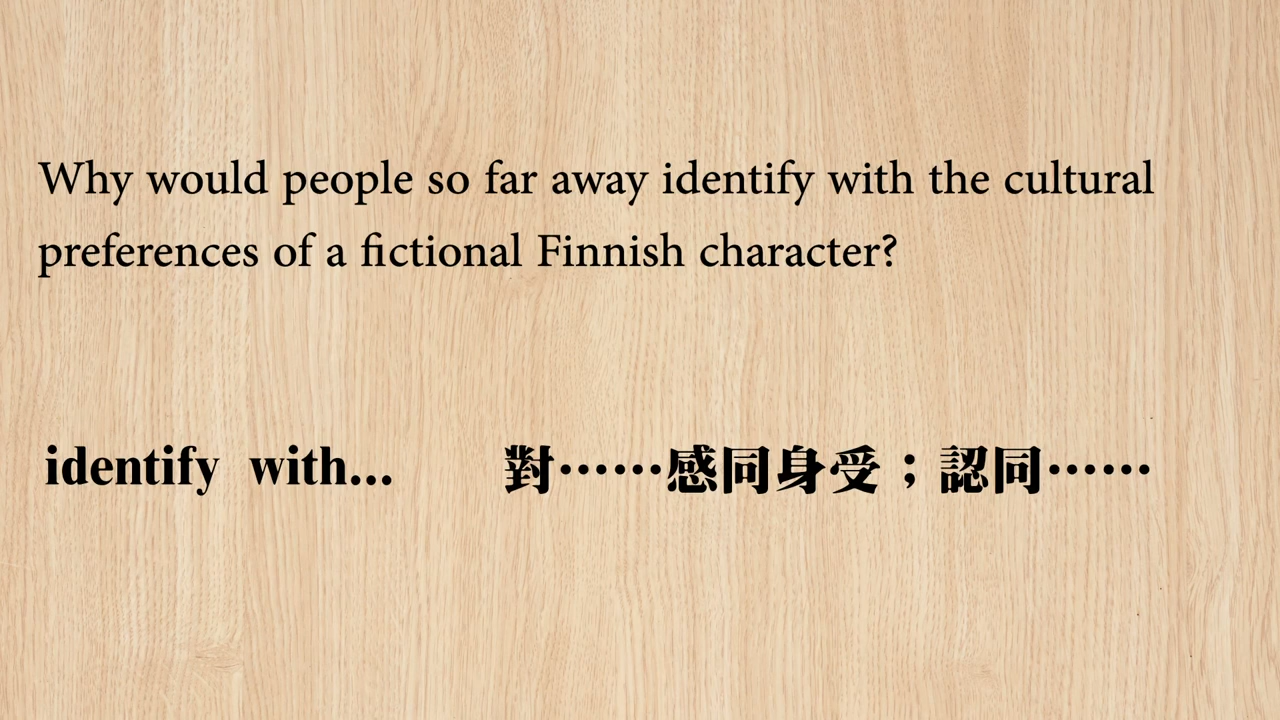 Why would people so far away identify with the cultural
preferences of a fictional Finnish character?
identify with... 對……感同身受；認同……